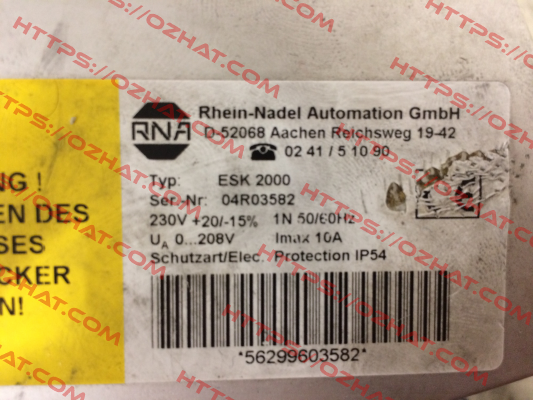 RNA
Rhein-Nadel Automation GmbH
D-52068 Aachen Reichsweg 19-42
☎ 02 41 / 5 10 90
Typ: ESK 2000
Ser-Nr: 04R03582
230V +20/-15% 1N 50/60Hz
UA 0...208V Imax 10A
Schutzart/Elec. Protection IP54
*56299603582*
NG !
EN DES
SES
CKER
N!
HTTPS://OZHAT.COM